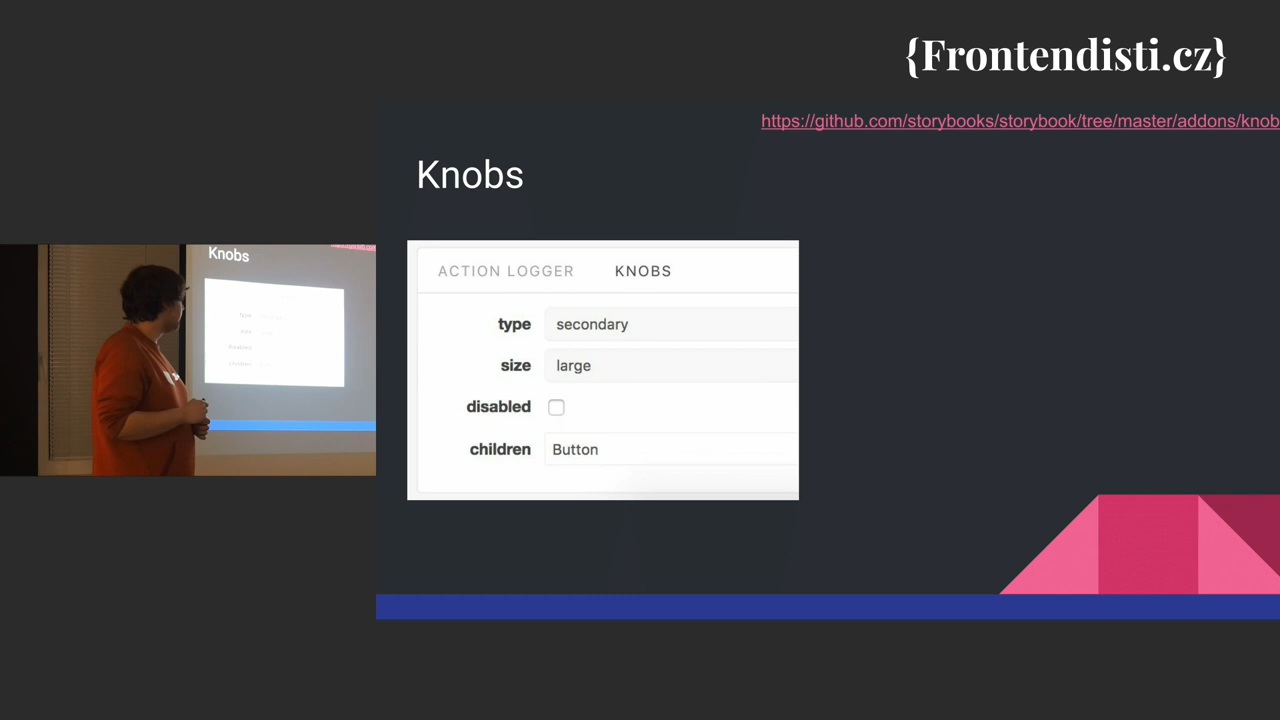 {Frontendisti.cz}
https://github.com/storybooks/storybook/tree/master/addons/knob
Knobs
ACTION LOGGER KNOBS
type secondary
size large
disabled
children Button
Knobs